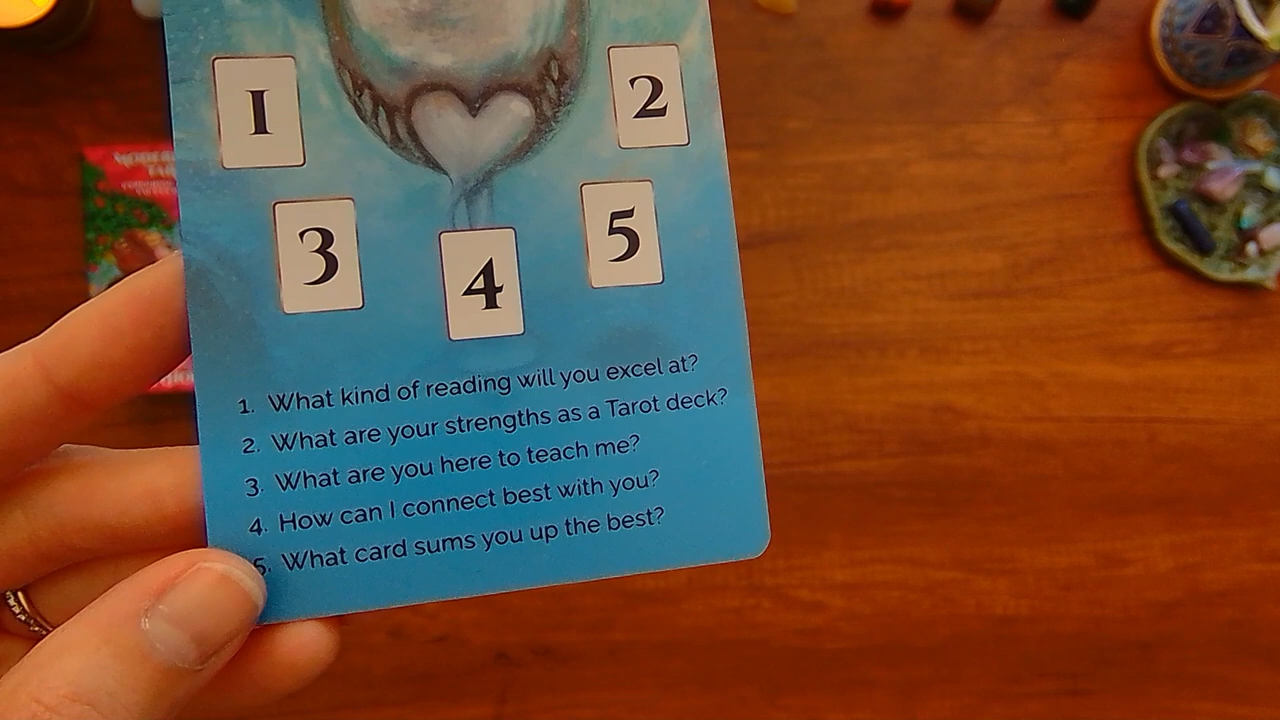 1
2
3
5
4
1. What kind of reading will you excel at?
2. What are your strengths as a Tarot deck?
3. What are you here to teach me?
4. How can I connect best with you?
5. What card sums you up the best?